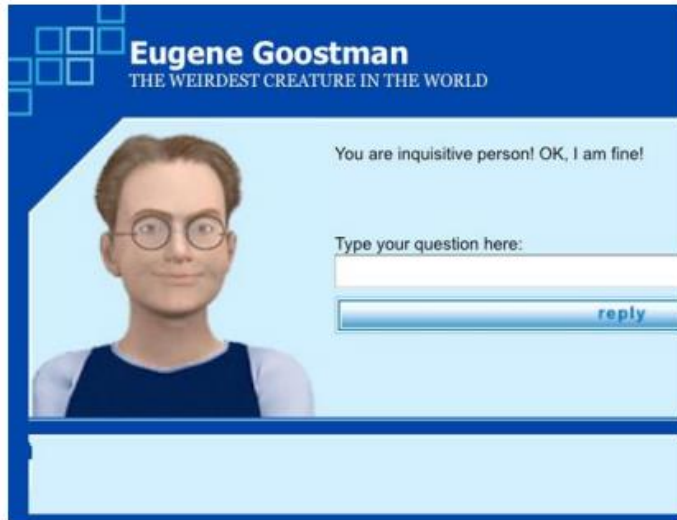 Eugene Goostman
THE WEIRDEST CREATURE IN THE WORLD
You are inquisitive person! OK, I am fine!
Type your question here:
reply